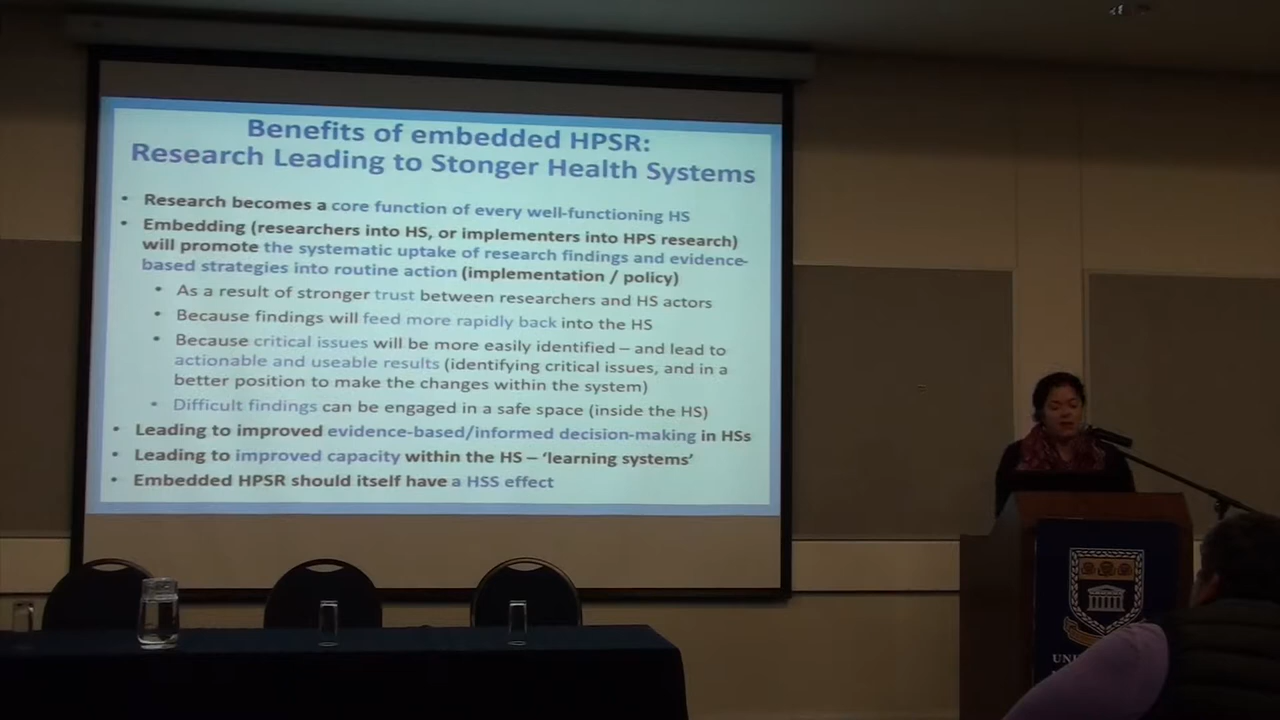 Benefits of embedded HPSR:
Research Leading to Stonger Health Systems
• Research becomes a core function of every well-functioning HS
• Embedding (researchers into HS, or implementers into HPS research)
will promote the systematic uptake of research findings and evidence-
based strategies into routine action (implementation / policy)
• As a result of stronger trust between researchers and HS actors
• Because findings will feed more rapidly back into the HS
• Because critical issues will be more easily identified – and lead to
actionable and useable results (identifying critical issues, and in a
better position to make the changes within the system)
• Difficult findings can be engaged in a safe space (inside the HS)
• Leading to improved evidence-based/informed decision-making in HSs
• Leading to improved capacity within the HS – ‘learning systems’
• Embedded HPSR should itself have a HSS effect